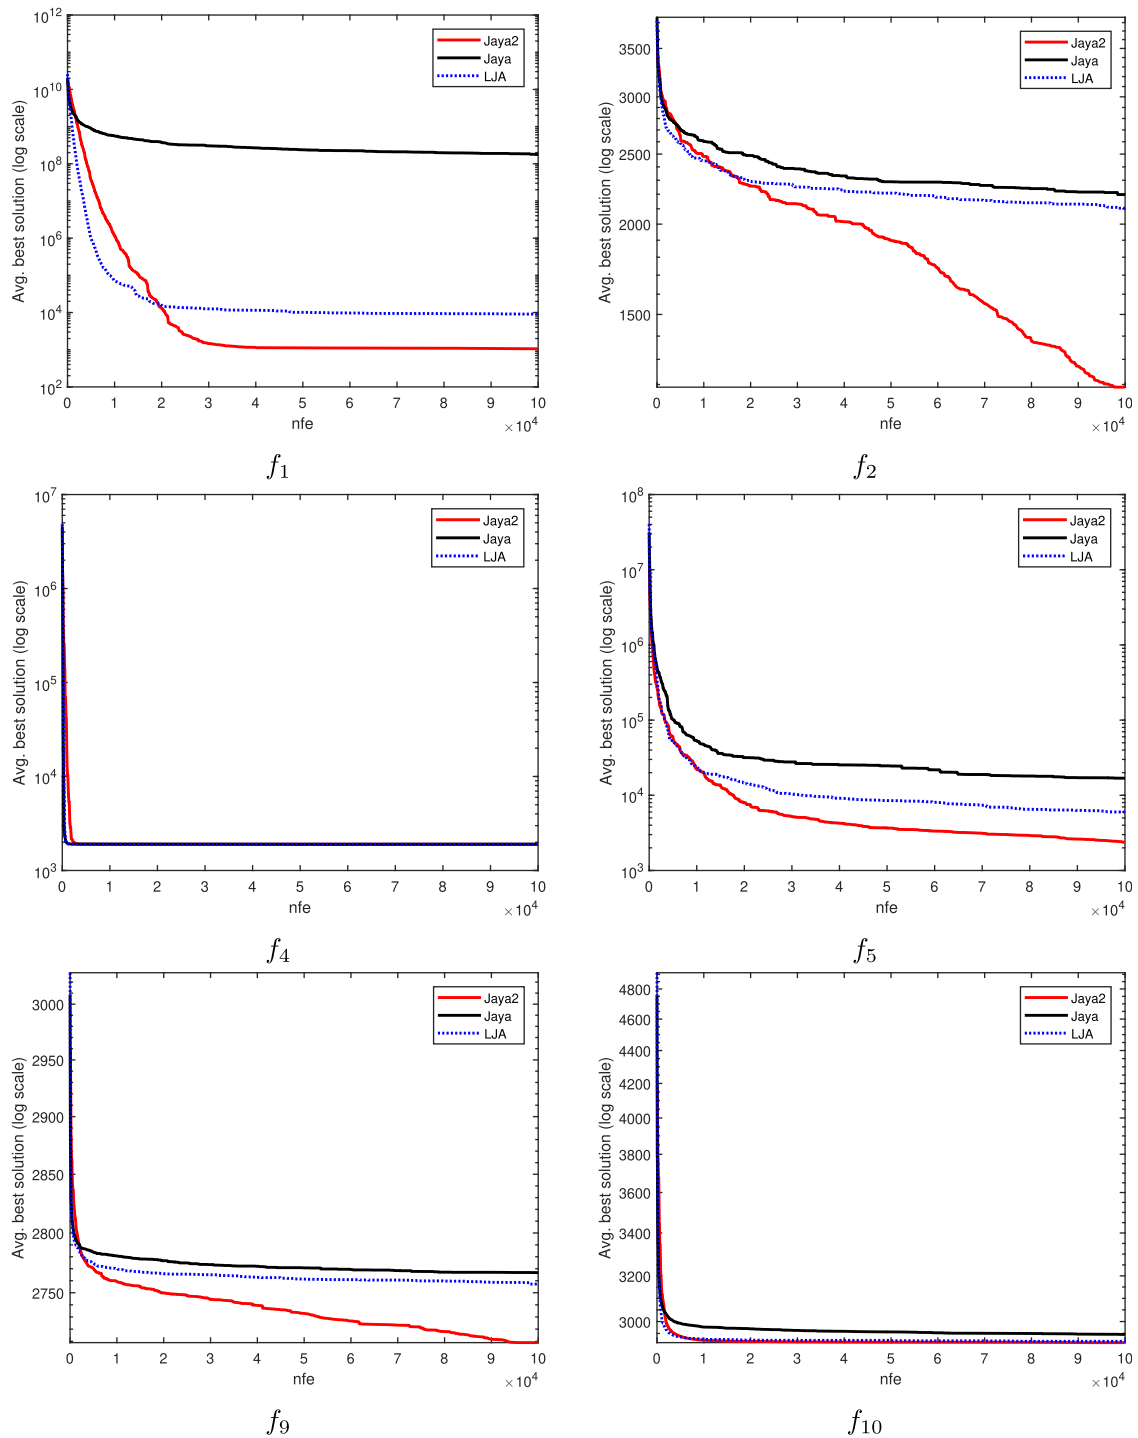 10^12
10^10
10^8
10^6
10^4
10^2
Avg. best solution (log scale)
Jaya2
Jaya
LJA
0 1 2 3 4 5 6 7 8 9 10
nfe
×10^4
f_1
3500
3000
2500
2000
1500
Avg. best solution (log scale)
Jaya2
Jaya
LJA
0 1 2 3 4 5 6 7 8 9 10
nfe
×10^4
f_2
10^7
10^6
10^5
10^4
10^3
Avg. best solution (log scale)
Jaya2
Jaya
LJA
0 1 2 3 4 5 6 7 8 9 10
nfe
×10^4
f_4
10^8
10^7
10^6
10^5
10^4
10^3
Avg. best solution (log scale)
Jaya2
Jaya
LJA
0 1 2 3 4 5 6 7 8 9 10
nfe
×10^4
f_5
3000
2950
2900
2850
2800
2750
Avg. best solution (log scale)
Jaya2
Jaya
LJA
0 1 2 3 4 5 6 7 8 9 10
nfe
×10^4
f_9
4800
4600
4400
4200
4000
3800
3600
3400
3200
3000
Avg. best solution (log scale)
Jaya2
Jaya
LJA
0 1 2 3 4 5 6 7 8 9 10
nfe
×10^4
f_10